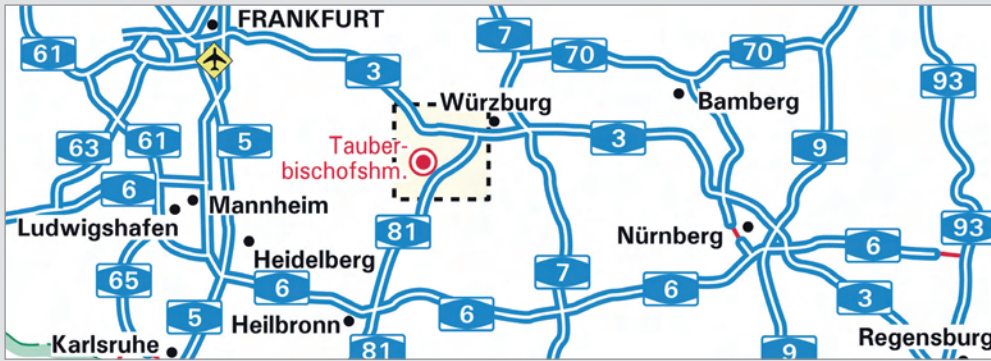 FRANKFURT
61
7
70
70
3
93
Würzburg
Bamberg
63
61
5
Tauber-
bischofshm.
3
9
6
Mannheim
Ludwigshafen
81
Nürnberg
6
93
Heidelberg
65
6
7
6
3
5
Heilbronn
6
Karlsruhe
81
9
Regensburg